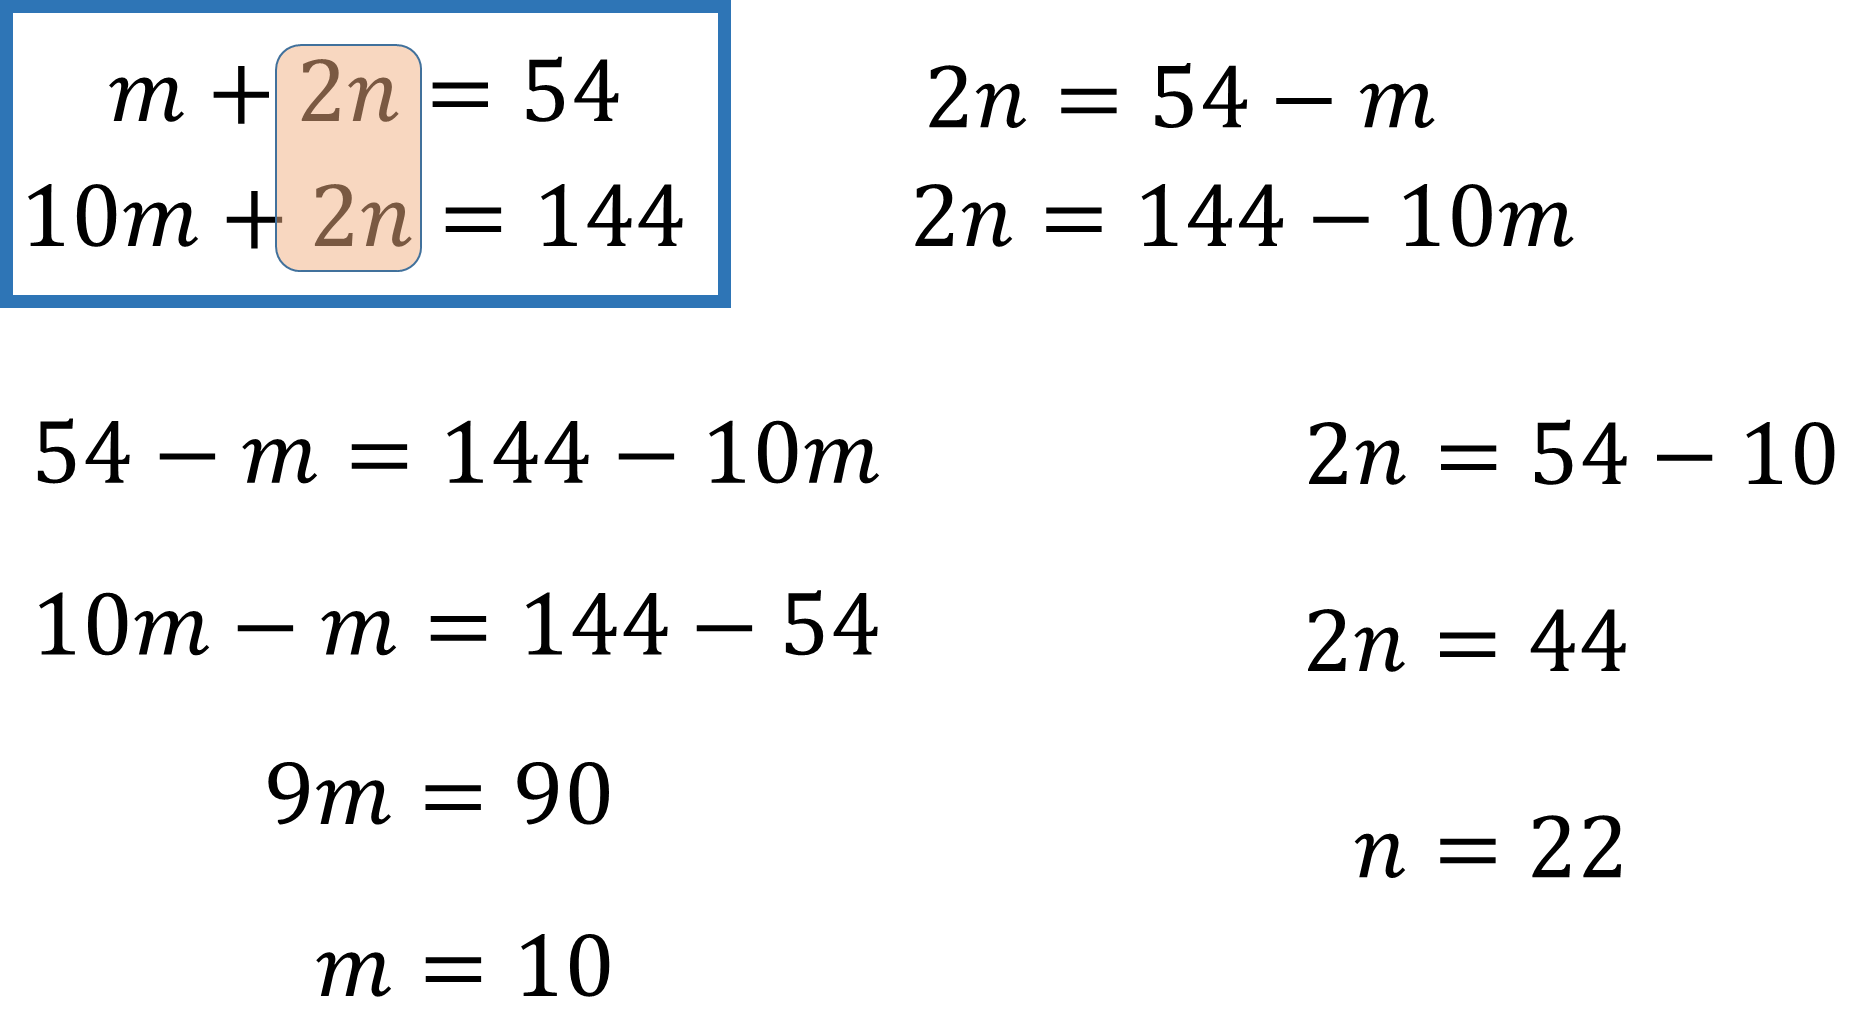 m + 2n = 54
10m + 2n = 144
2n = 54 − m
2n = 144 − 10m
54 − m = 144 − 10m
10m − m = 144 − 54
9m = 90
m = 10
2n = 54 − 10
2n = 44
n = 22